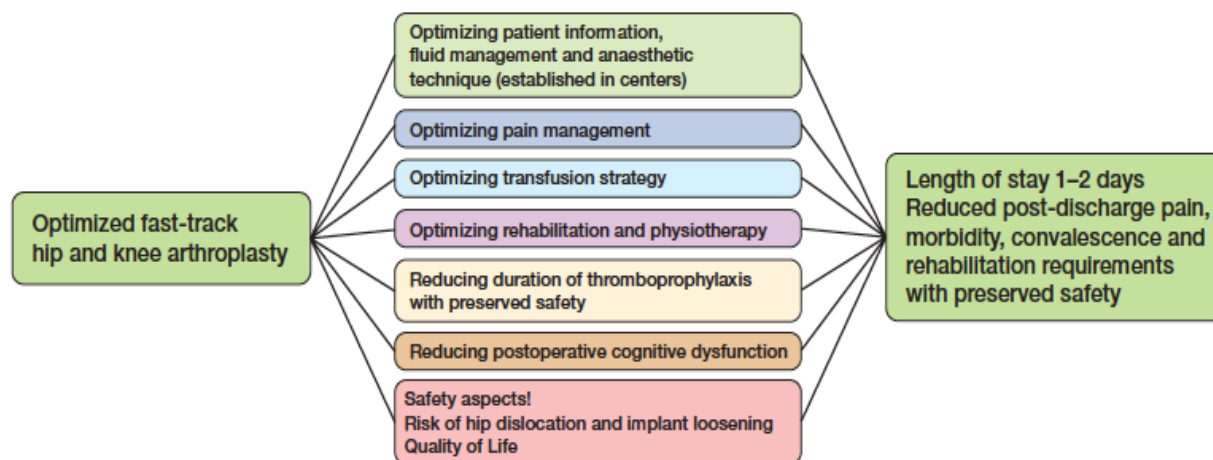 Optimized fast-track
hip and knee arthroplasty
Optimizing patient information,
fluid management and anaesthetic
technique (established in centers)
Optimizing pain management
Optimizing transfusion strategy
Optimizing rehabilitation and physiotherapy
Reducing duration of thromboprophylaxis
with preserved safety
Reducing postoperative cognitive dysfunction
Safety aspects!
Risk of hip dislocation and implant loosening
Quality of Life
Length of stay 1–2 days
Reduced post-discharge pain,
morbidity, convalescence and
rehabilitation requirements
with preserved safety